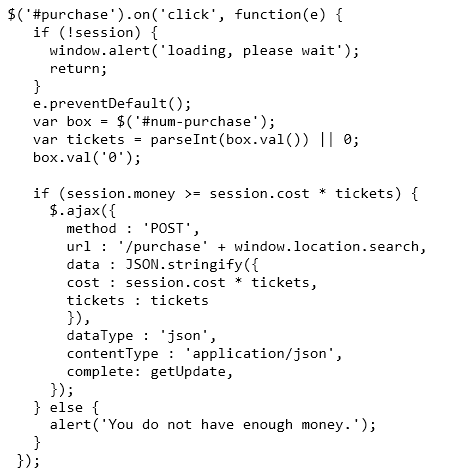 $('#purchase').on('click', function(e) {
if (!session) {
window.alert('loading, please wait');
return;
}
e.preventDefault();
var box = $('#num-purchase');
var tickets = parseInt(box.val()) || 0;
box.val('0');
if (session.money >= session.cost * tickets) {
$.ajax({
method : 'POST',
url : '/purchase' + window.location.search,
data : JSON.stringify({
cost : session.cost * tickets,
tickets : tickets
}),
dataType : 'json',
contentType : 'application/json',
complete: getUpdate,
});
} else {
alert('You do not have enough money.');
}
});